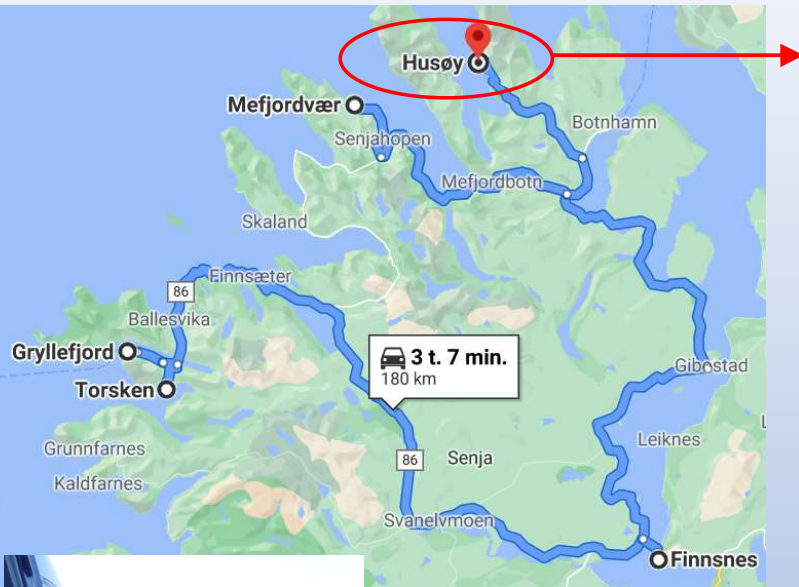 Husøy
Mefjordvær
Botnhamn
Senjahopen
Mefjordbotn
Skaland
Finnsæter
86
Ballesvika
Gryllefjord
3 t. 7 min.
180 km
Gibostad
Torsken
Grunnfarnes
Leiknes
86
Senja
Kaldfarnes
Svanelvmoen
Finnsnes